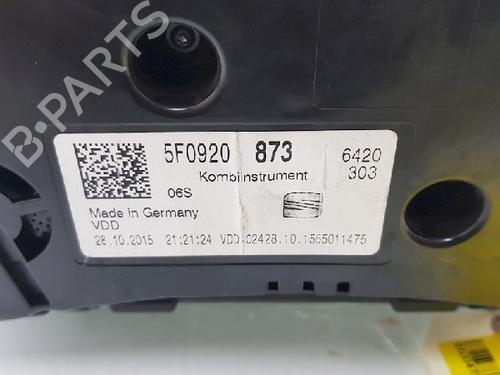 B-PARTS
5F0920 873 6420
Kombiinstrument 303
06S
Made in Germany
VDD
28.10.2015 21:21:24 VDD-02428.10.1565011475